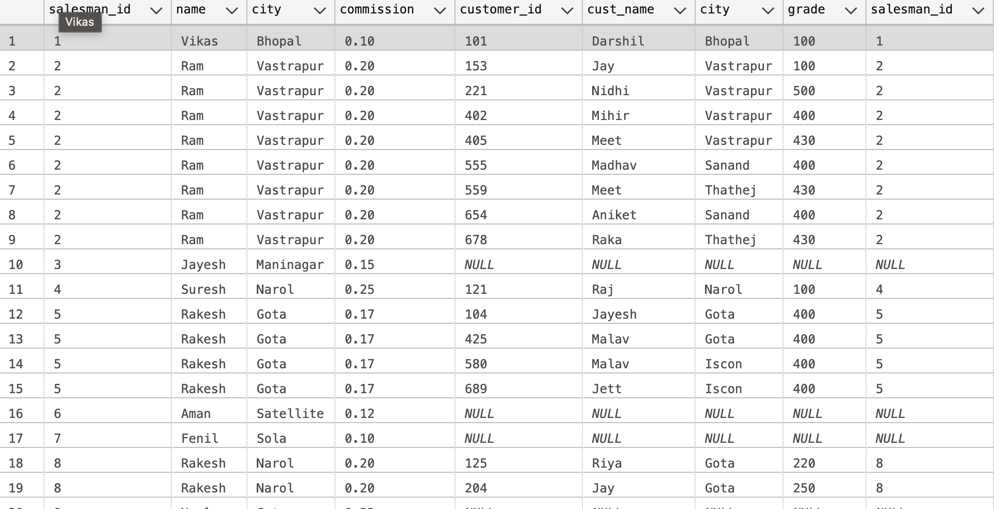 salesman_id name city commission customer_id cust_name city grade salesman_id
Vikas
1 1 Vikas Bhopal 0.10 101 Darshil Bhopal 100 1
2 2 Ram Vastrapur 0.20 153 Jay Vastrapur 100 2
3 2 Ram Vastrapur 0.20 221 Nidhi Vastrapur 500 2
4 2 Ram Vastrapur 0.20 402 Mihir Vastrapur 400 2
5 2 Ram Vastrapur 0.20 405 Meet Vastrapur 430 2
6 2 Ram Vastrapur 0.20 555 Madhav Sanand 400 2
7 2 Ram Vastrapur 0.20 559 Meet Thathej 430 2
8 2 Ram Vastrapur 0.20 654 Aniket Sanand 400 2
9 2 Ram Vastrapur 0.20 678 Raka Thathej 430 2
10 3 Jayesh Maninagar 0.15 NULL NULL NULL NULL NULL
11 4 Suresh Narol 0.25 121 Raj Narol 100 4
12 5 Rakesh Gota 0.17 104 Jayesh Gota 400 5
13 5 Rakesh Gota 0.17 425 Malav Gota 400 5
14 5 Rakesh Gota 0.17 580 Malav Iscon 400 5
15 5 Rakesh Gota 0.17 689 Jett Iscon 400 5
16 6 Aman Satellite 0.12 NULL NULL NULL NULL NULL
17 7 Fenil Sola 0.10 NULL NULL NULL NULL NULL
18 8 Rakesh Narol 0.20 125 Riya Gota 220 8
19 8 Rakesh Narol 0.20 204 Jay Gota 250 8